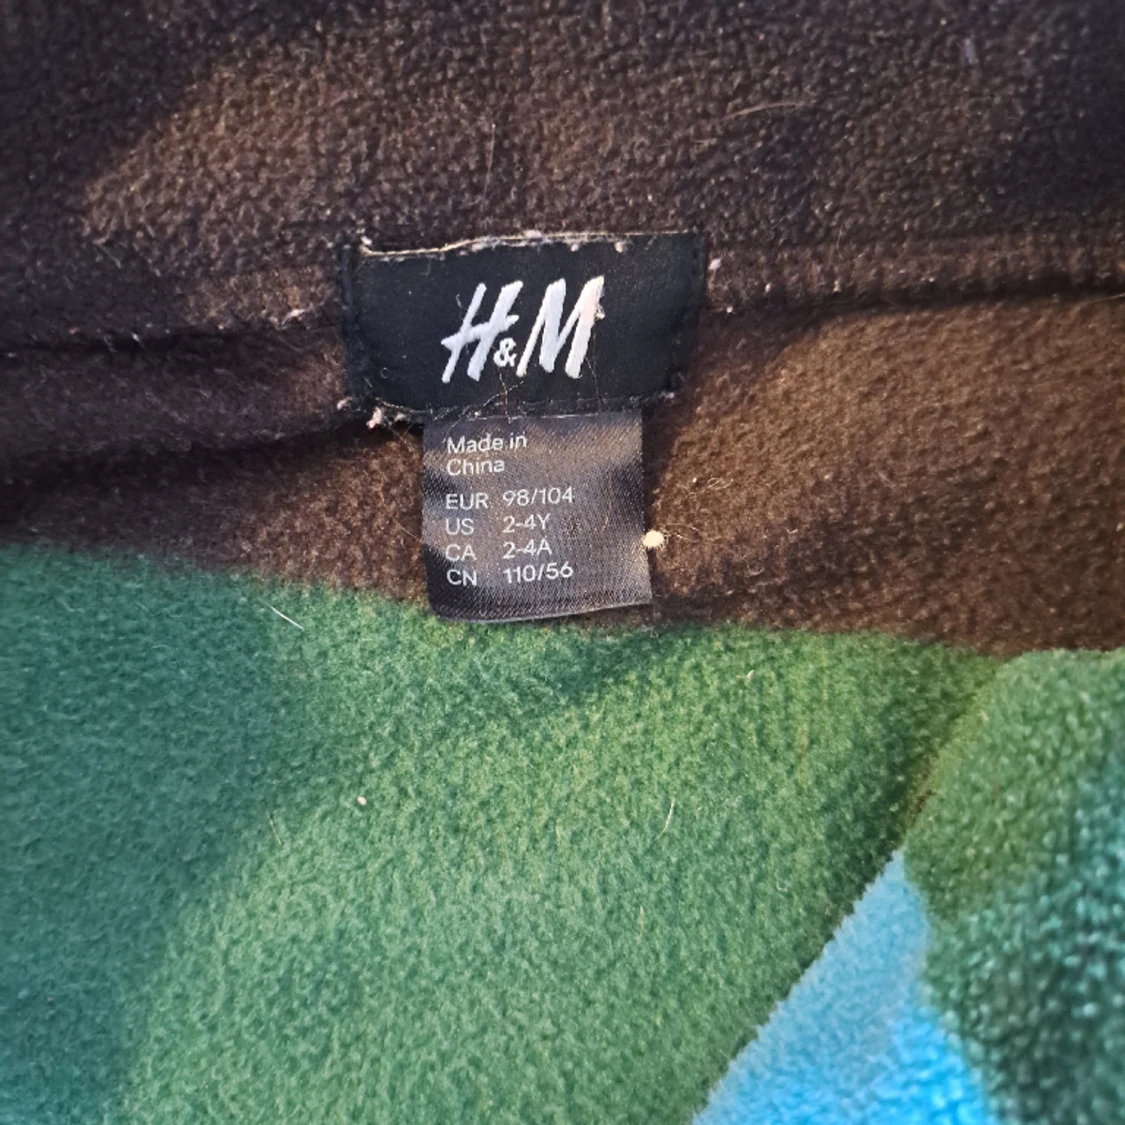 H&M
Made in
China
EUR 98/104
US 2-4Y
CA 2-4A
CN 110/56